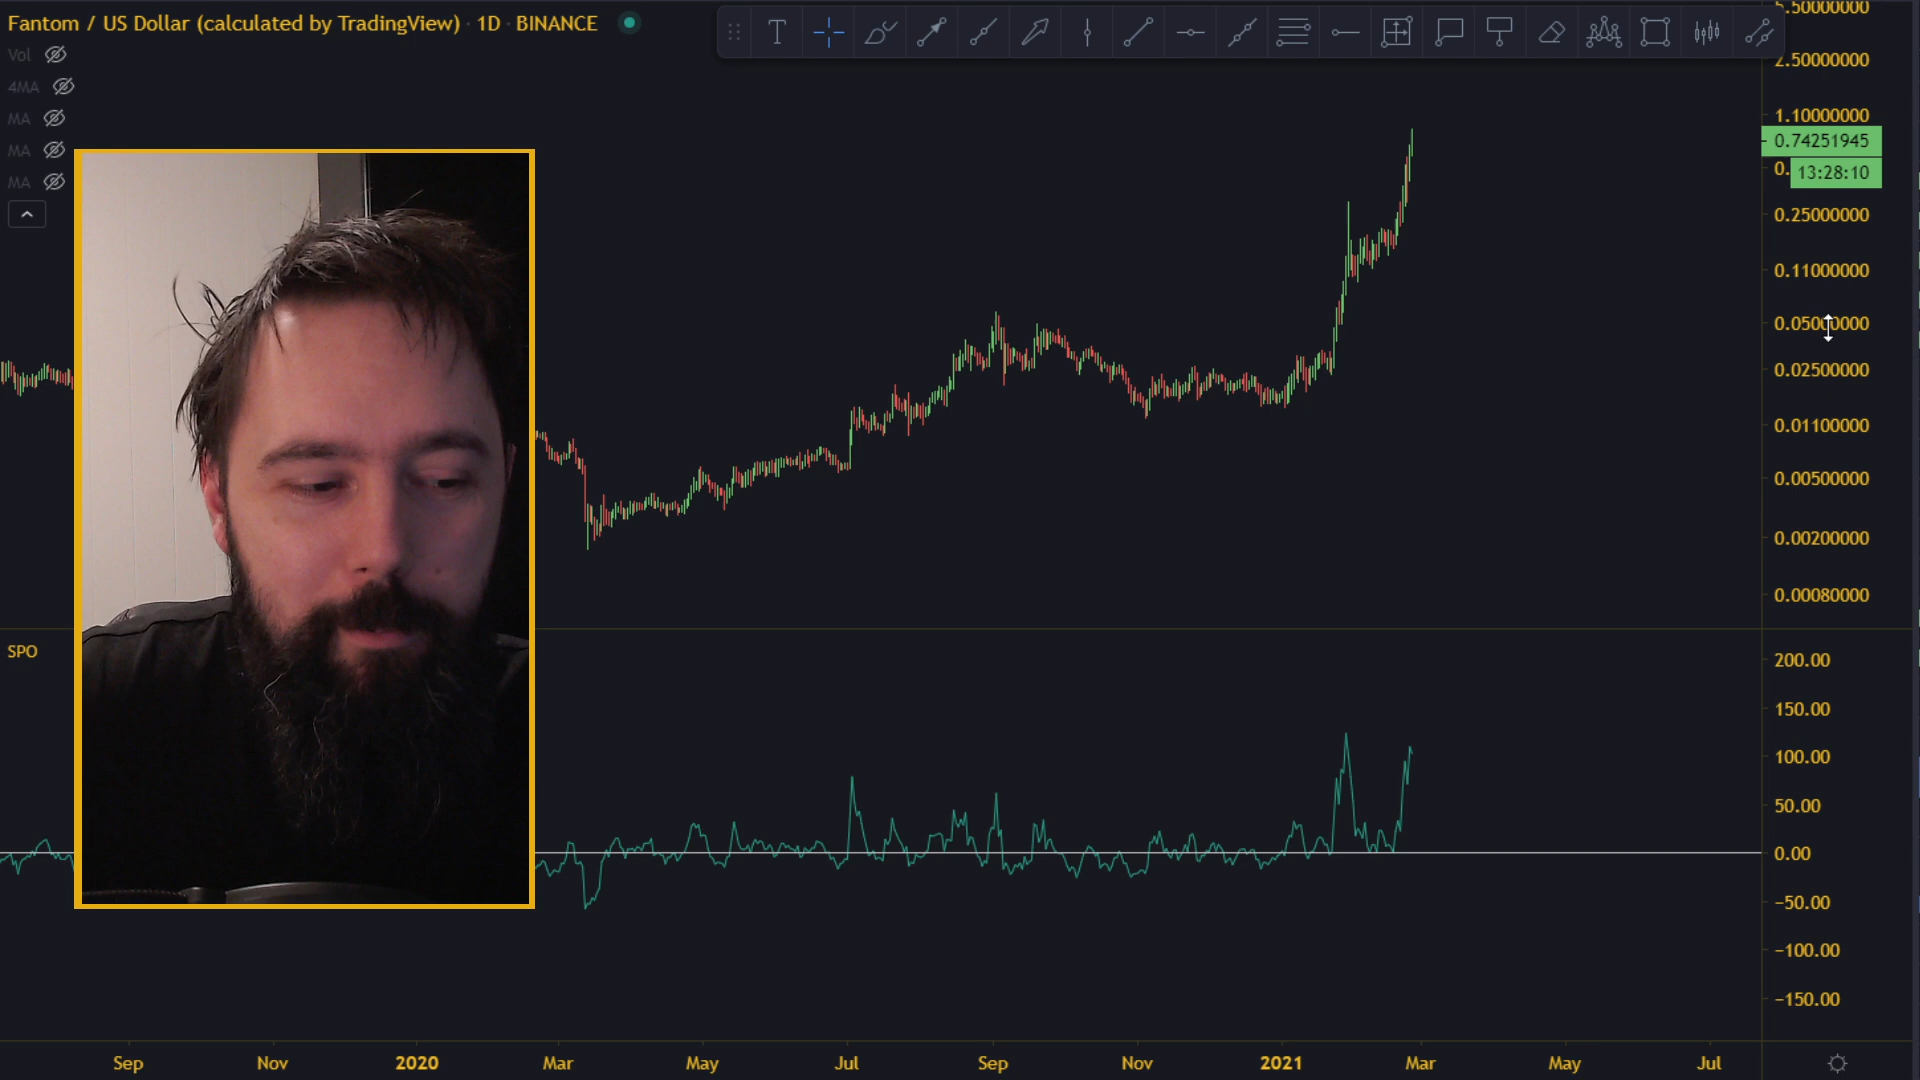 Fantom / US Dollar (calculated by TradingView) · 1D · BINANCE
Vol
4MA
MA
MA
MA
T
5.50000000
2.50000000
1.10000000
0.74251945
0.
13:28:10
0.25000000
0.11000000
0.05000000
0.02500000
0.01100000
0.00500000
0.00200000
0.00080000
SPO
200.00
150.00
100.00
50.00
0.00
−50.00
−100.00
−150.00
Sep Nov 2020 Mar May Jul Sep Nov 2021 Mar May Jul